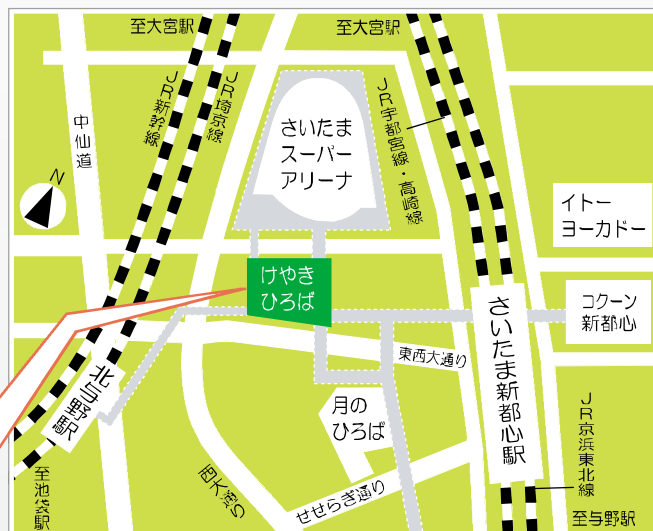 至大宮駅
至大宮駅
JR新幹線
JR埼京線
中仙道
N
さいたま
スーパー
アリーナ
JR宇都宮線・高崎線
イトー
ヨーカドー
けやき
ひろば
コクーン
新都心
さいたま新都心駅
東西大通り
北与野駅
月の
ひろば
西大通り
せせらぎ通り
JR京浜東北線
至池袋駅
至与野駅